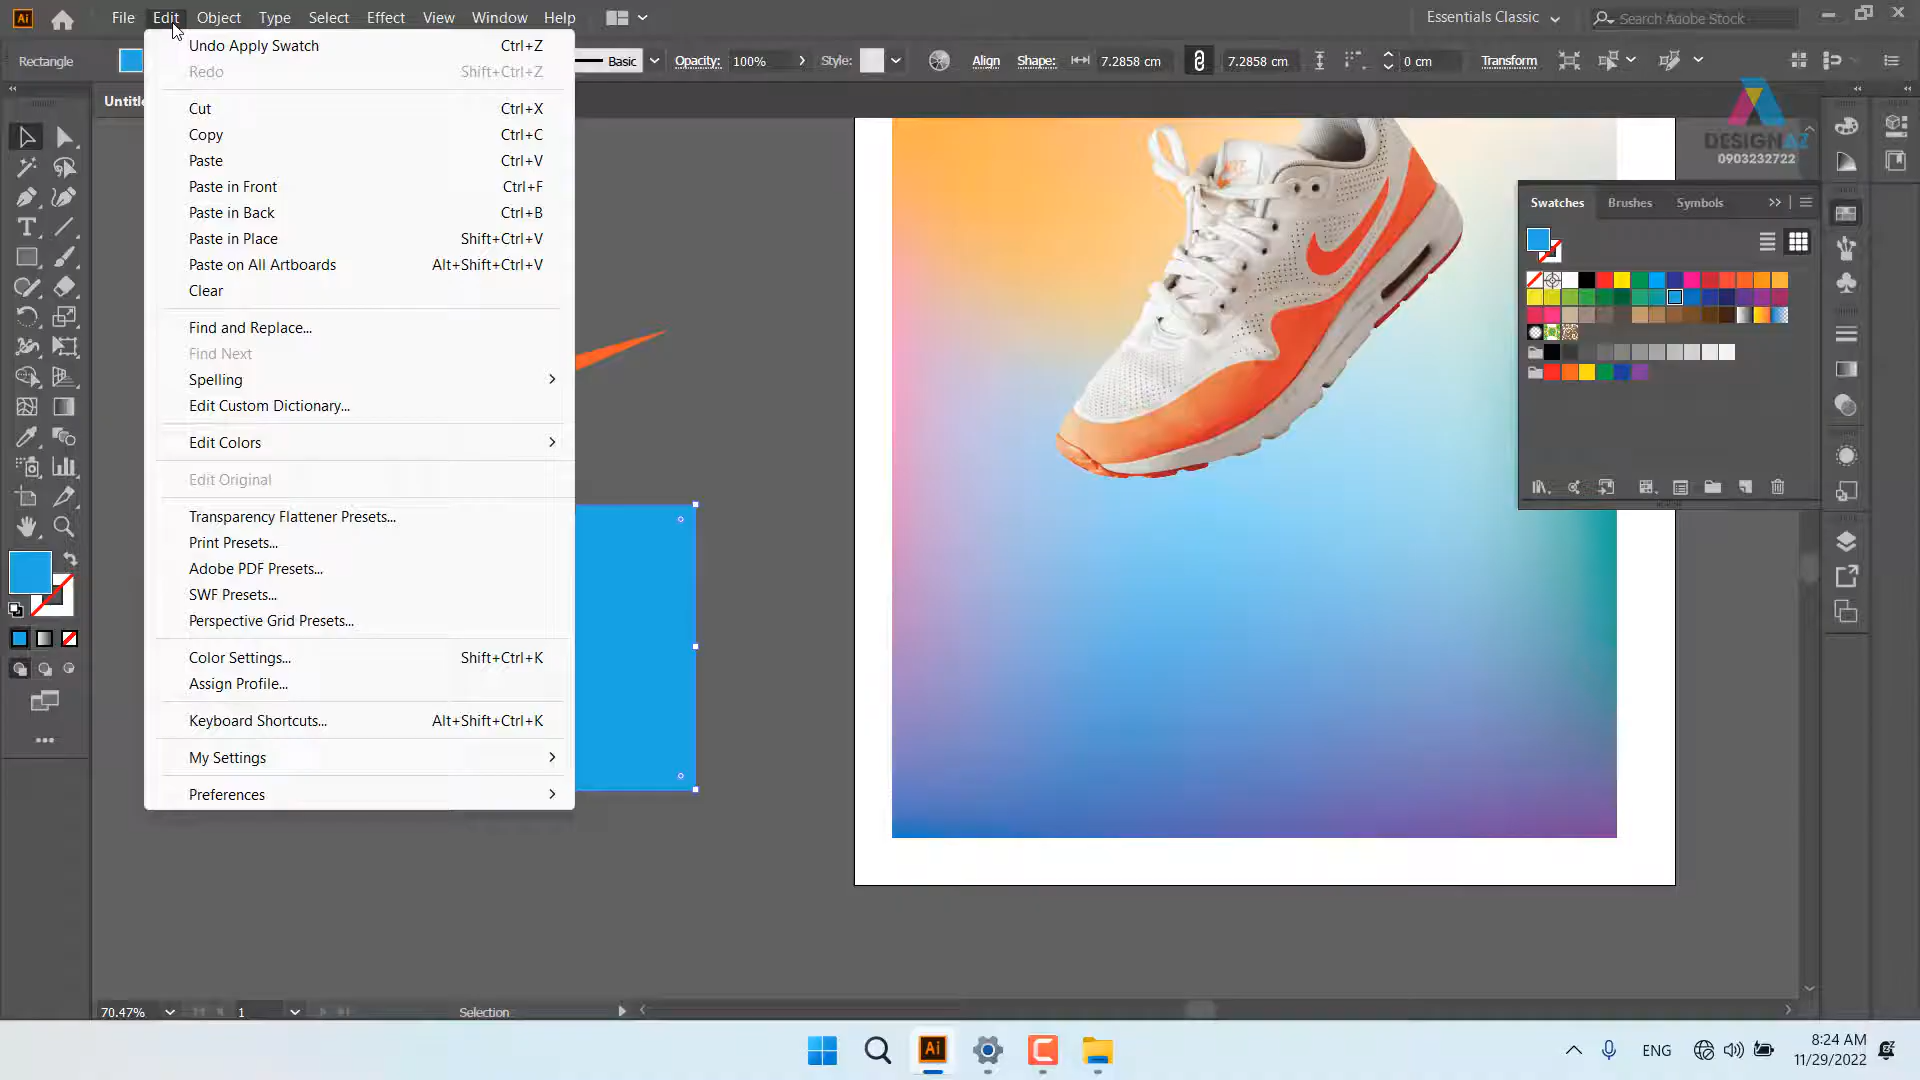 File Edit Object Type Select Effect View Window Help
Essentials Classic
Search Adobe Stock
Rectangle
Basic
Opacity: 100%
Style:
Align
Shape:
7.2858 cm
7.2858 cm
0 cm
Transform
Untitle
Undo Apply Swatch Ctrl+Z
Redo Shift+Ctrl+Z
Cut Ctrl+X
Copy Ctrl+C
Paste Ctrl+V
Paste in Front Ctrl+F
Paste in Back Ctrl+B
Paste in Place Shift+Ctrl+V
Paste on All Artboards Alt+Shift+Ctrl+V
Clear
Find and Replace...
Find Next
Spelling
Edit Custom Dictionary...
Edit Colors
Edit Original
Transparency Flattener Presets...
Print Presets...
Adobe PDF Presets...
SWF Presets...
Perspective Grid Presets...
Color Settings... Shift+Ctrl+K
Assign Profile...
Keyboard Shortcuts... Alt+Shift+Ctrl+K
My Settings
Preferences
DESIGN AZ
0903232722
Swatches Brushes Symbols
70.47%
1
Selection
Ai
ENG
8:24 AM
11/29/2022